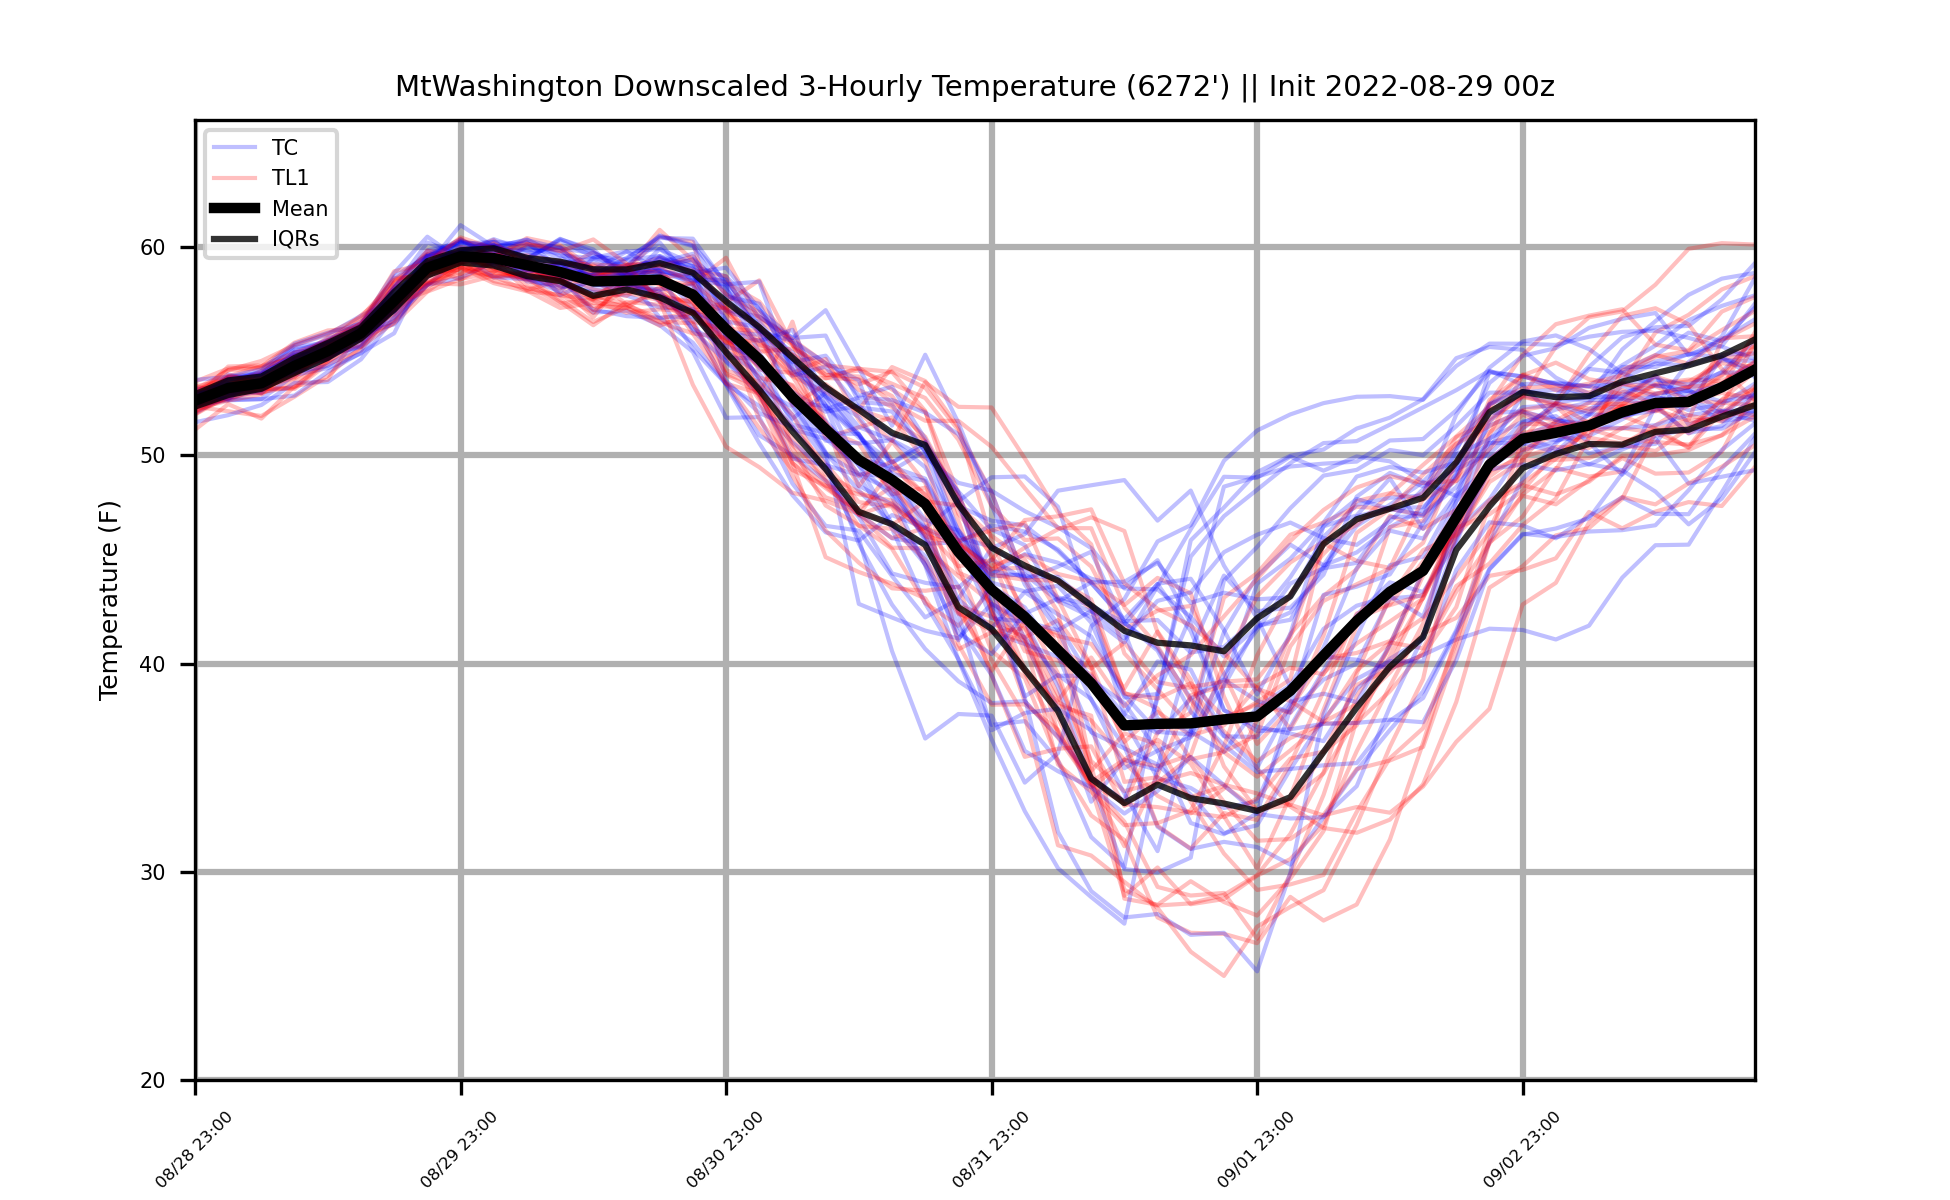 MtWashington Downscaled 3-Hourly Temperature (6272') || Init 2022-08-29 00z
TC
TL1
Mean
IQRs
Temperature (F)
60
50
40
30
20
08/28 23:00
08/29 23:00
08/30 23:00
08/31 23:00
09/01 23:00
09/02 23:00